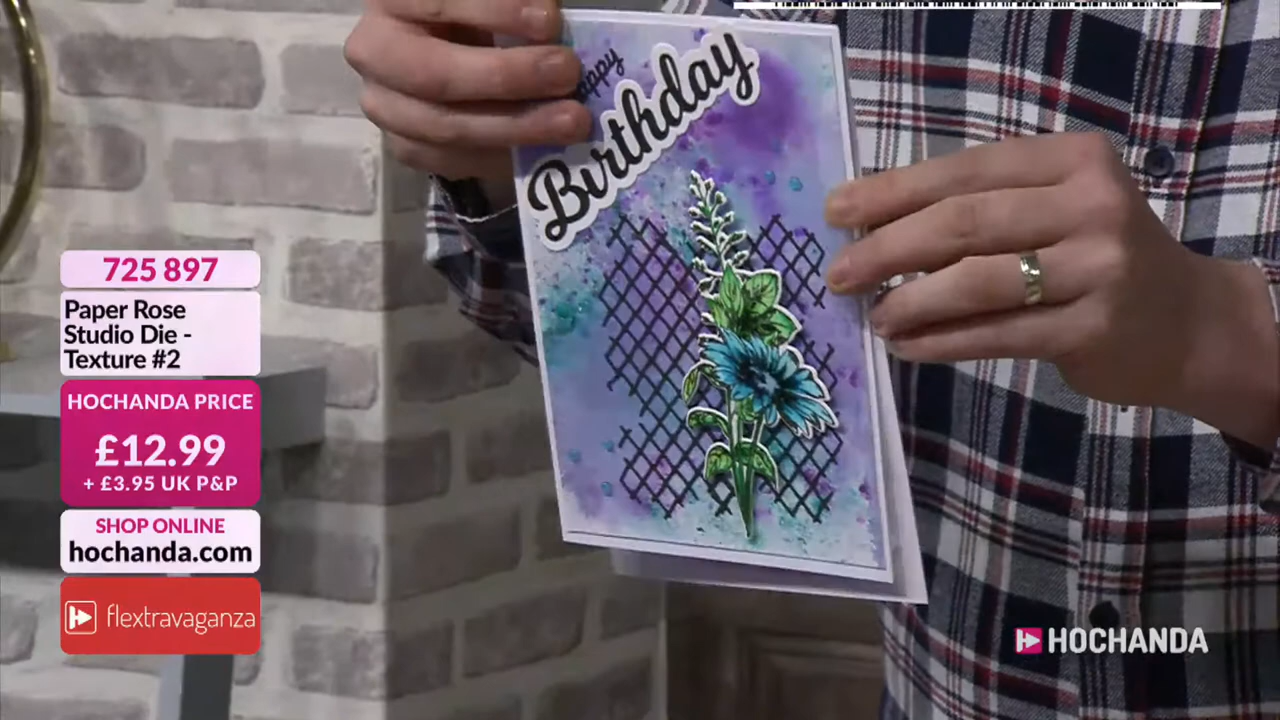 Birthday
725 897
Paper Rose
Studio Die -
Texture #2
HOCHANDA PRICE
£12.99
+ £3.95 UK P&P
SHOP ONLINE
hochanda.com
flextravaganza
HOCHANDA